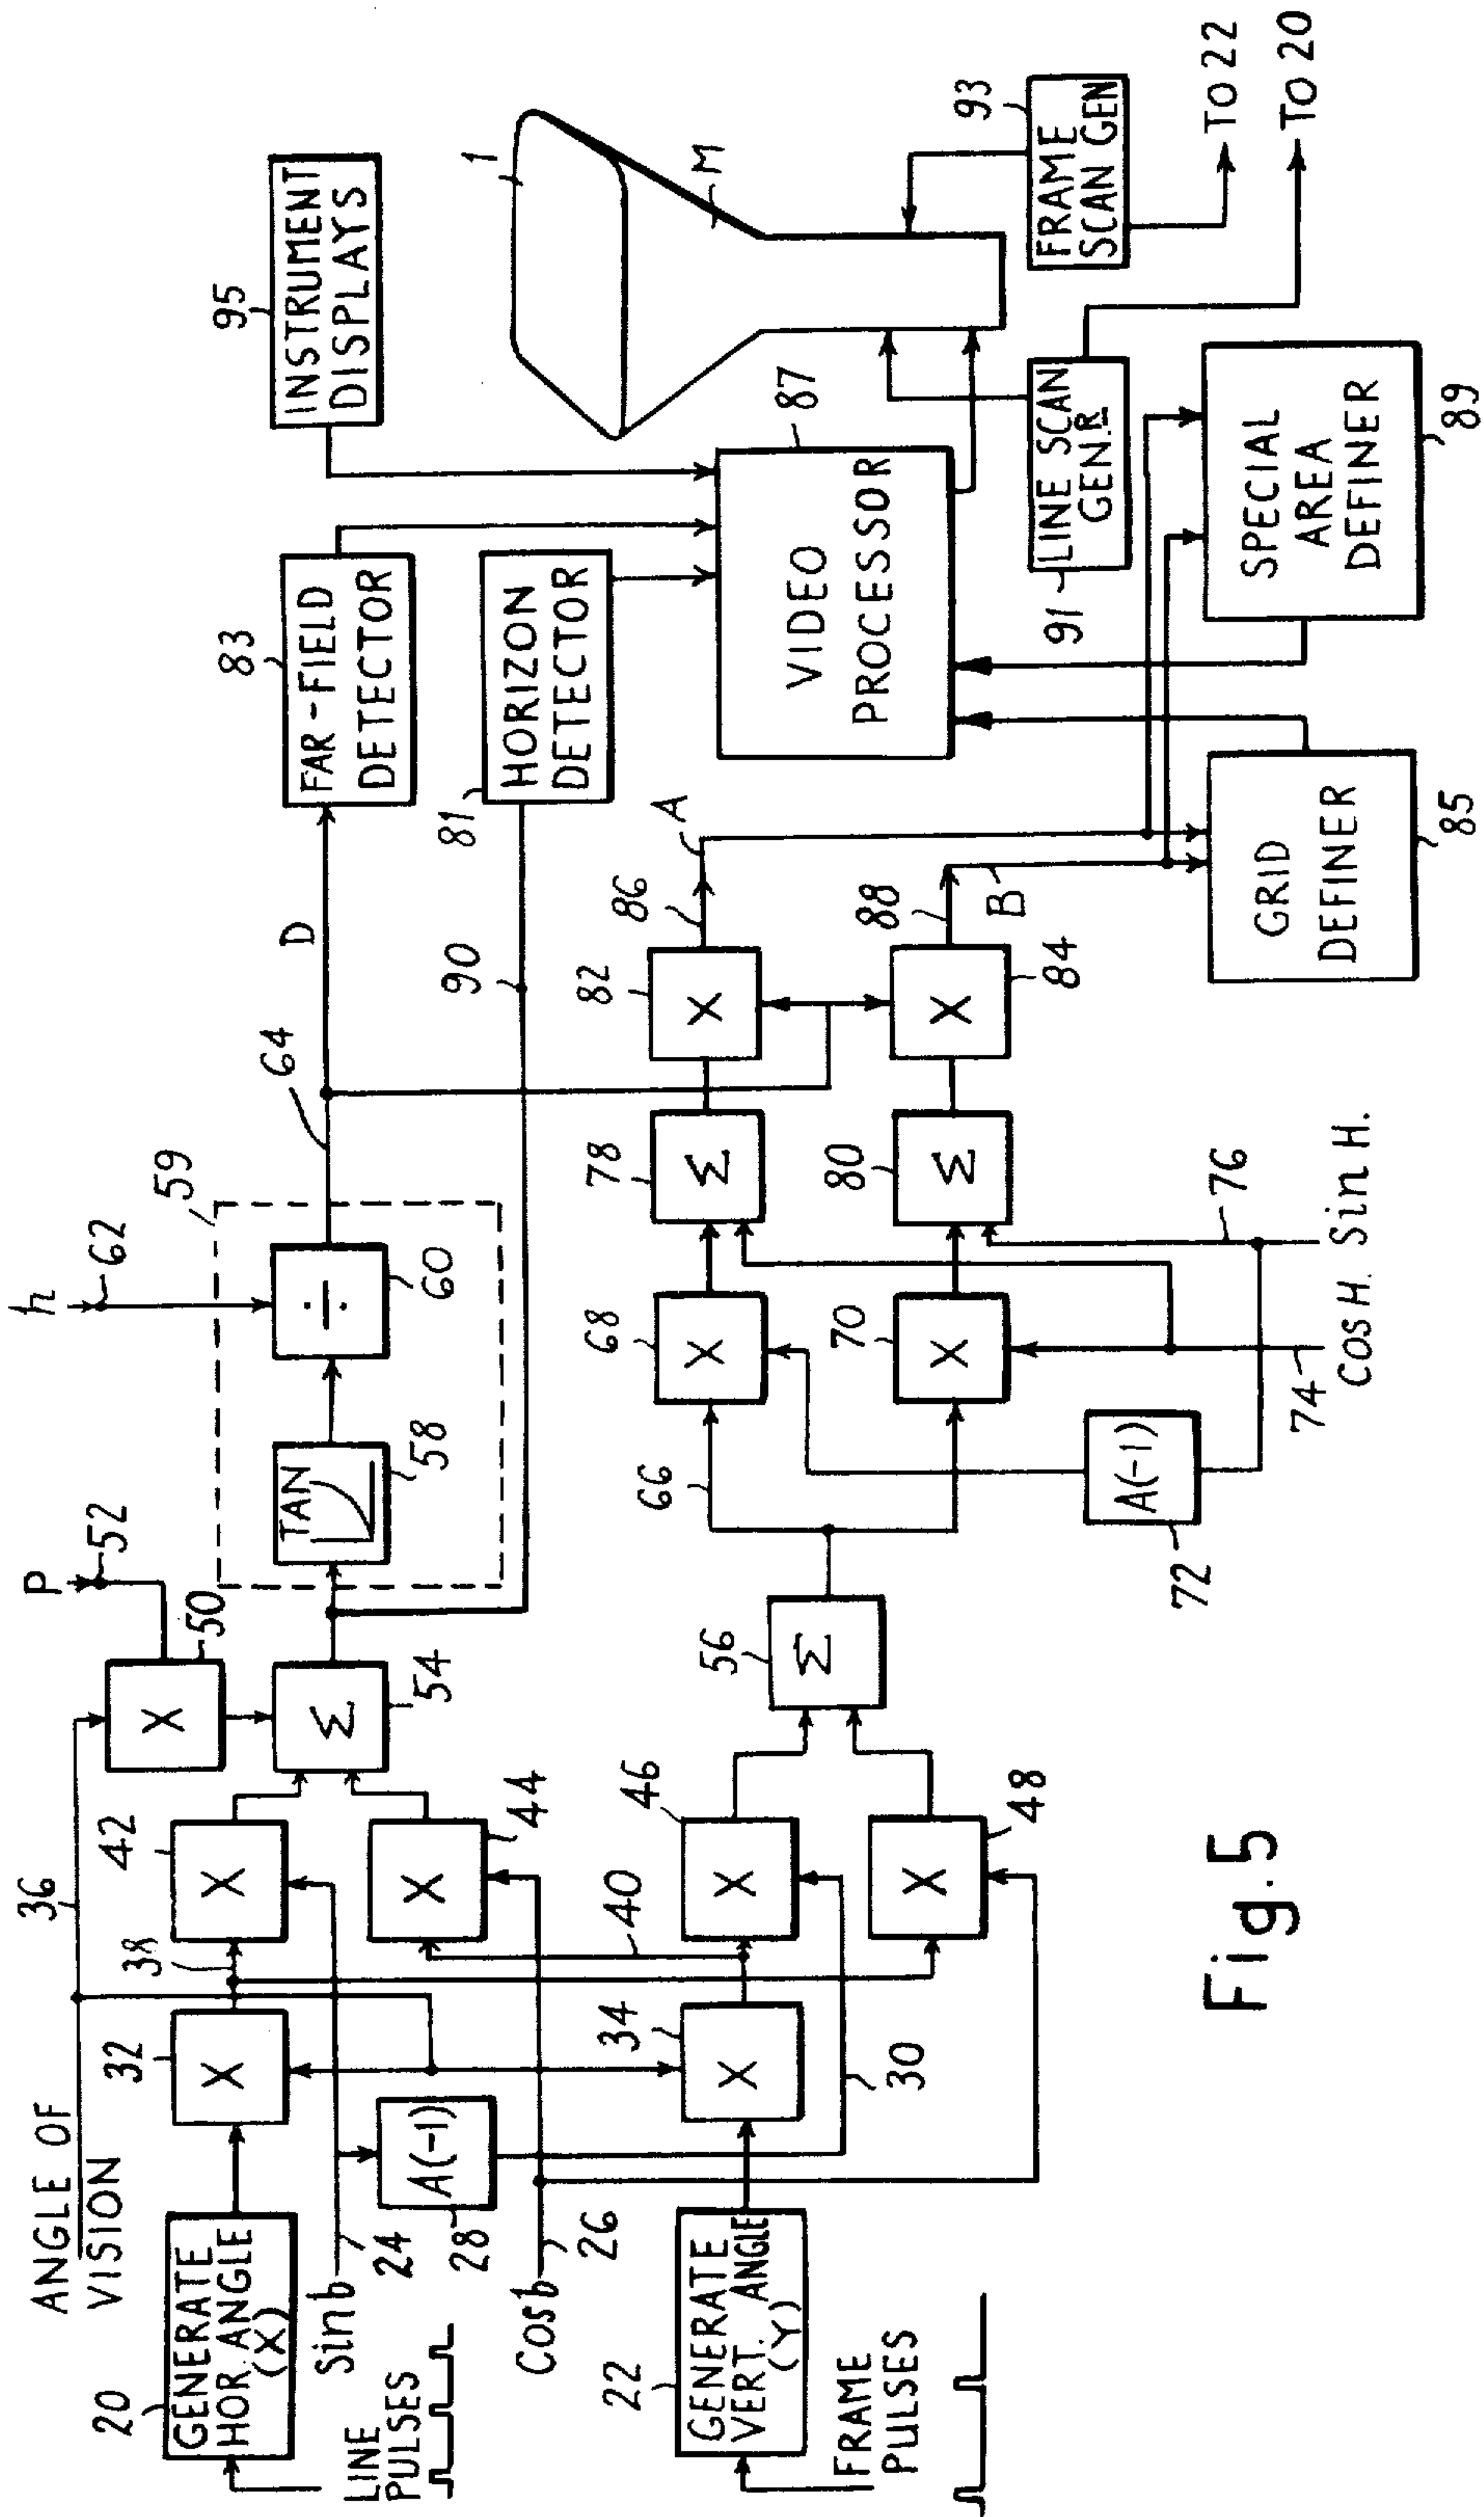 ANGLE OF
VISION
36
20
GENERATE
HOR. ANGLE
(X)
LINE
PULSES
Sinb
24
A(-1)
28
Cosb
26
22
GENERATE
VERT. ANGLE
(Y)
FRAME
PULSES
32
X
38
34
X
30
40
42
X
X
44
46
X
X
48
P
52
X
50
Σ
54
56
Σ
h
62
59
TAN
58
÷
60
64
D
90
66
68
X
70
X
72
A(-1)
74
Cos H.
Sin H.
76
78
Σ
80
Σ
82
X
X
84
86
A
88
B
83
FAR-FIELD
DETECTOR
81
HORIZON
DETECTOR
95
INSTRUMENT
DISPLAYS
1
M
87
VIDEO
PROCESSOR
GRID
DEFINER
85
SPECIAL
AREA
DEFINER
89
91
LINE SCAN
GEN.R
93
FRAME
SCAN GEN
TO 22
TO 20
Fig. 5